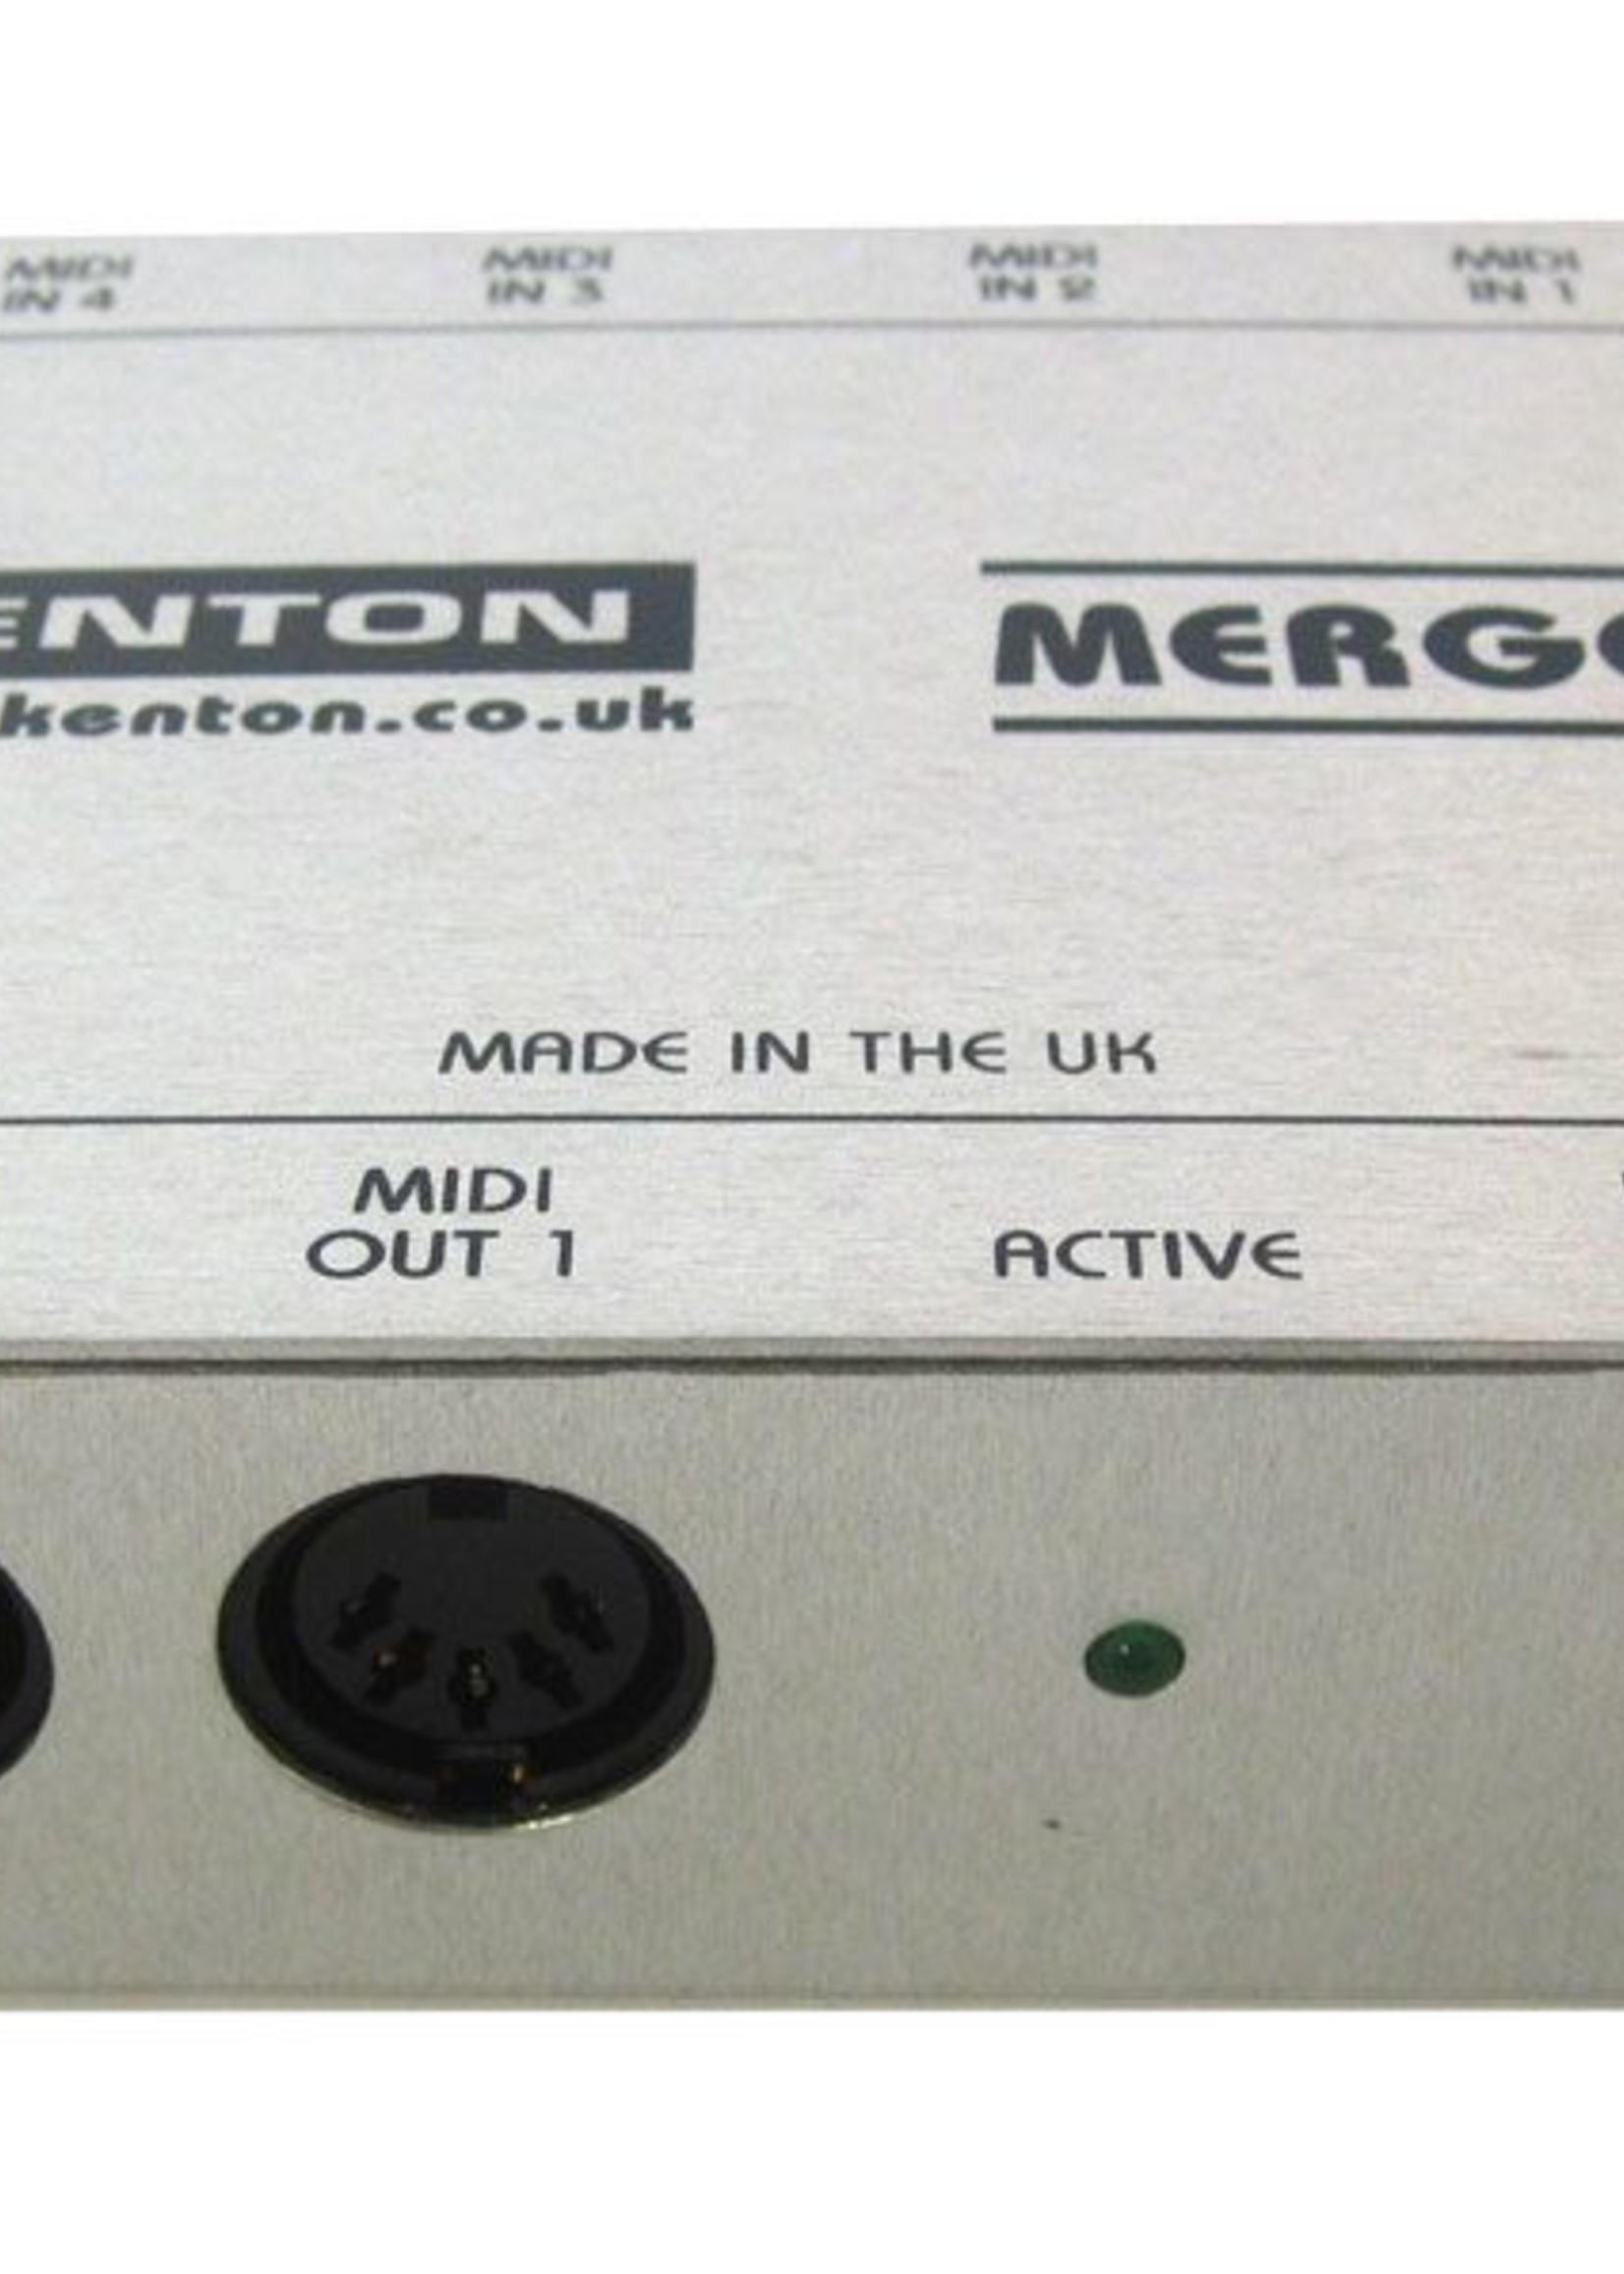 MIDI IN 4
MIDI IN 3
MIDI IN 2
MIDI IN 1
ENTON
kenton.co.uk
MERG
MADE IN THE UK
MIDI
OUT 1
ACTIVE